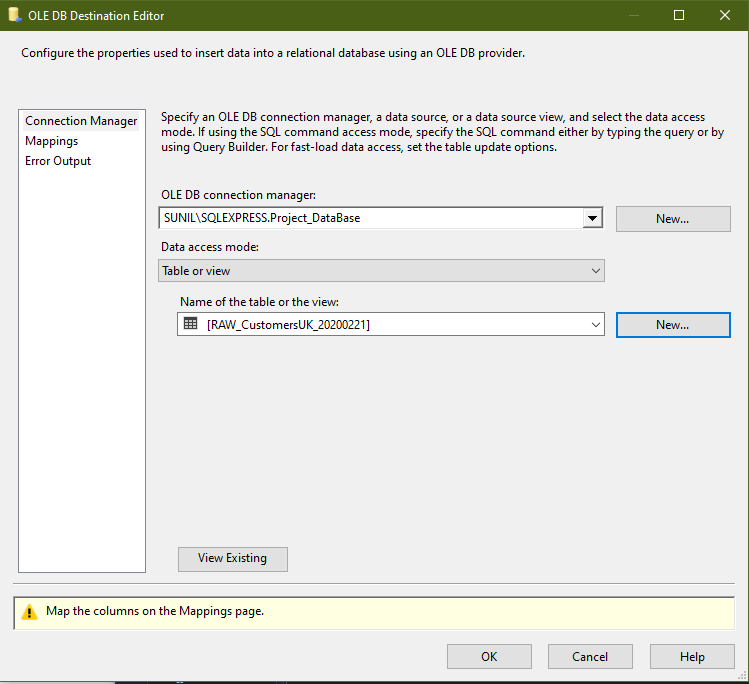 OLE DB Destination Editor
Configure the properties used to insert data into a relational database using an OLE DB provider.
Connection Manager
Mappings
Error Output
Specify an OLE DB connection manager, a data source, or a data source view, and select the data access
mode. If using the SQL command access mode, specify the SQL command either by typing the query or by
using Query Builder. For fast-load data access, set the table update options.
OLE DB connection manager:
SUNIL\SQLEXPRESS.Project_DataBase
New...
Data access mode:
Table or view
Name of the table or the view:
[RAW_CustomersUK_20200221]
New...
View Existing
Map the columns on the Mappings page.
OK
Cancel
Help